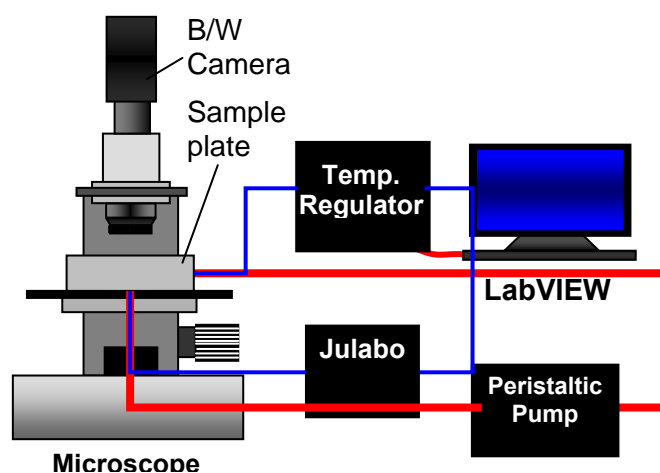 B/W
Camera
Sample
plate
Temp.
Regulator
LabVIEW
Julabo
Peristaltic
Pump
Microscope